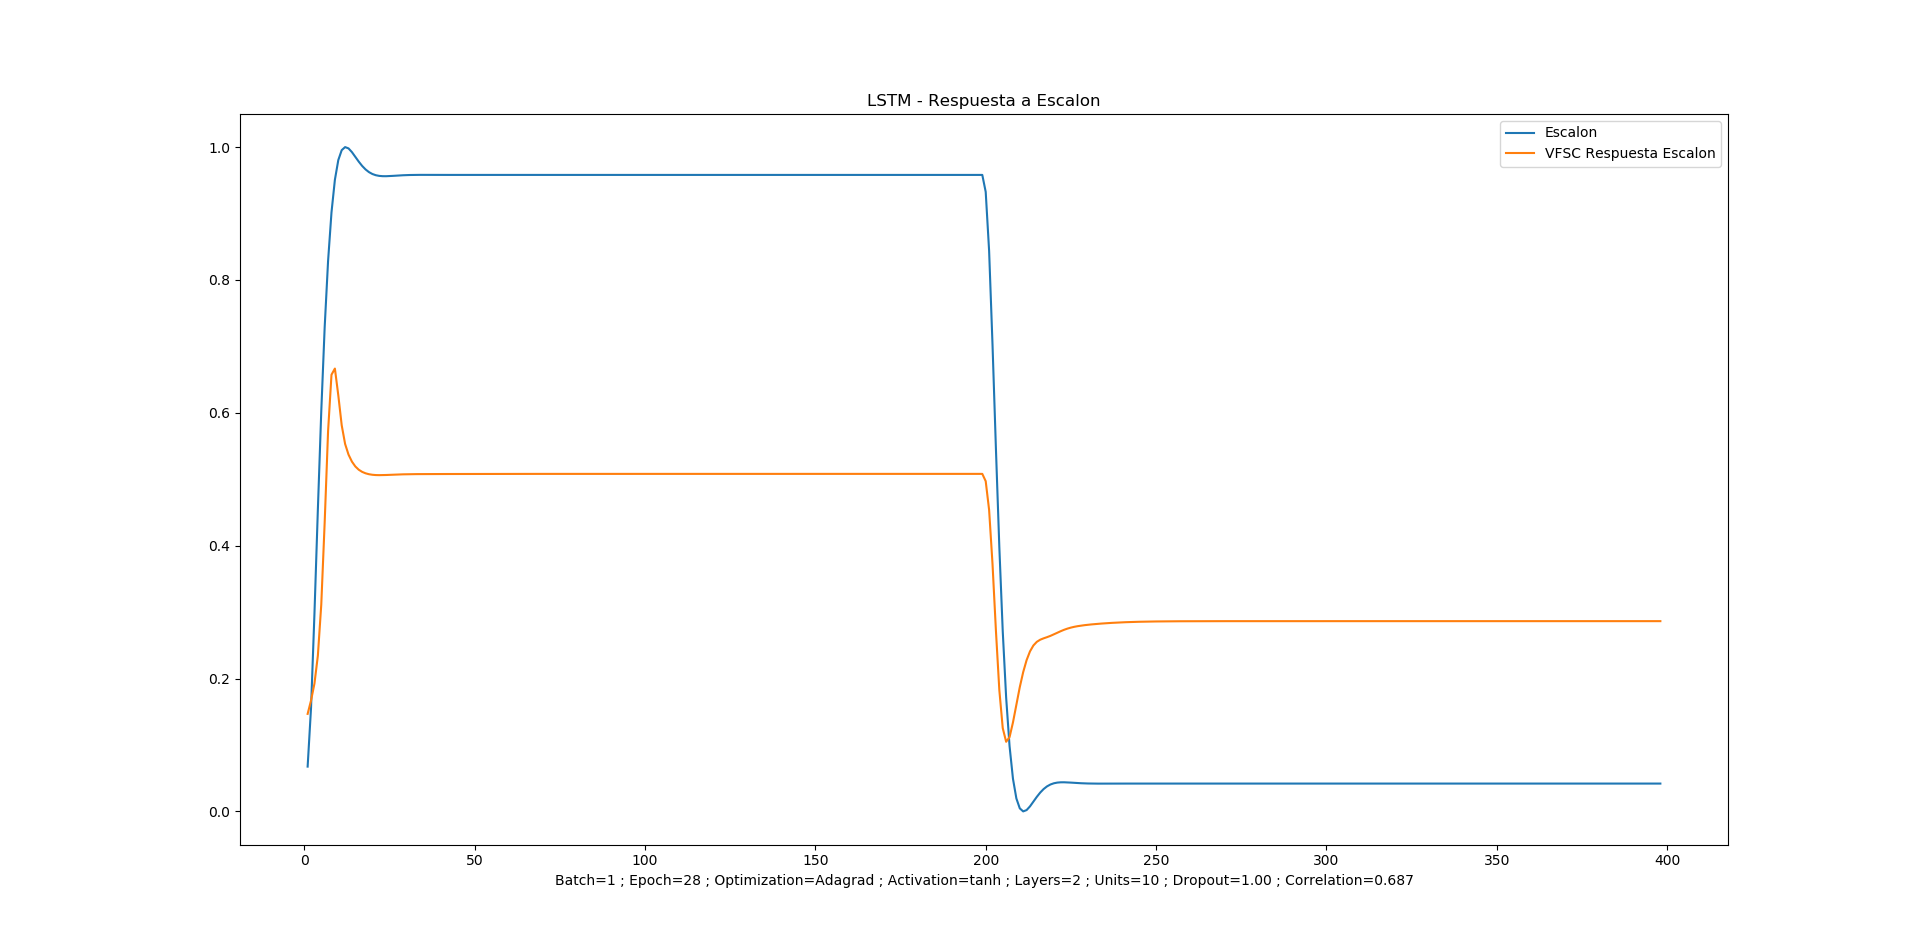 LSTM - Respuesta a Escalon
Escalon
VFSC Respuesta Escalon
1.0
0.8
0.6
0.4
0.2
0.0
0 50 100 150 200 250 300 350 400
Batch=1 ; Epoch=28 ; Optimization=Adagrad ; Activation=tanh ; Layers=2 ; Units=10 ; Dropout=1.00 ; Correlation=0.687